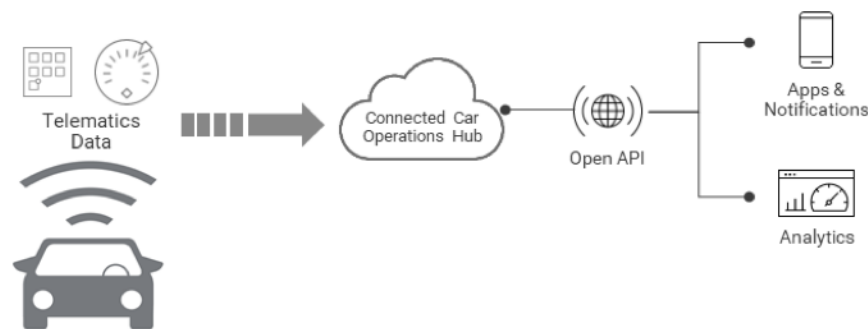 Telematics
Data
Connected Car
Operations Hub
Open API
Apps &
Notifications
Analytics